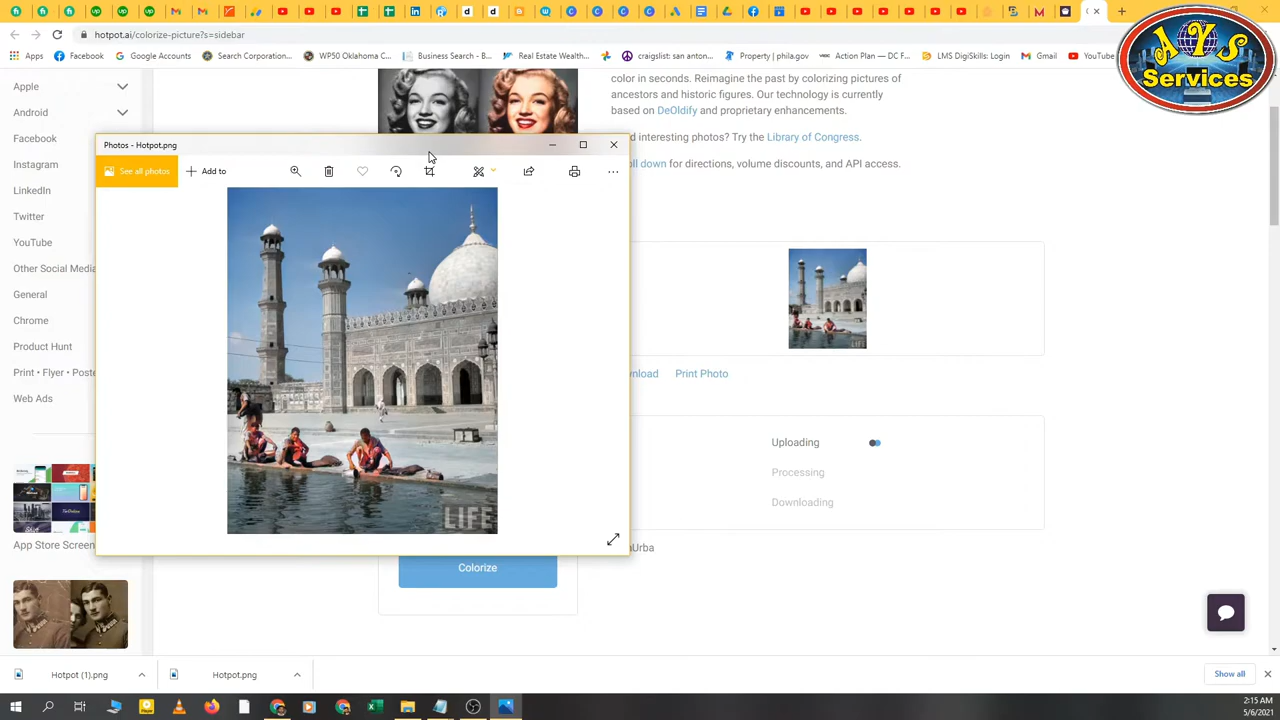 hotpot.ai/colorize-picture?s=sidebar
Apps
Facebook
Google Accounts
Search Corporation...
WP50 Oklahoma C...
Business Search - B...
Real Estate Wealth...
craigslist: san anton...
Property | phila.gov
Action Plan — DC F...
LMS DigiSkills: Login
Gmail
YouTube
AYS
Services
Apple
Android
Facebook
Instagram
LinkedIn
Twitter
YouTube
Other Social Media
General
Chrome
Product Hunt
Print • Flyer • Poste
Web Ads
App Store Screen
color in seconds. Reimagine the past by colorizing pictures of
ancestors and historic figures. Our technology is currently
based on DeOldify and proprietary enhancements.
d interesting photos? Try the Library of Congress.
oll down for directions, volume discounts, and API access.
Photos - Hotpot.png
See all photos
Add to
LIFE
LIFE
wnload
Print Photo
Uploading
Processing
Downloading
Urba
Colorize
Hotpot (1).png
Hotpot.png
Show all
2:15 AM
5/6/2021